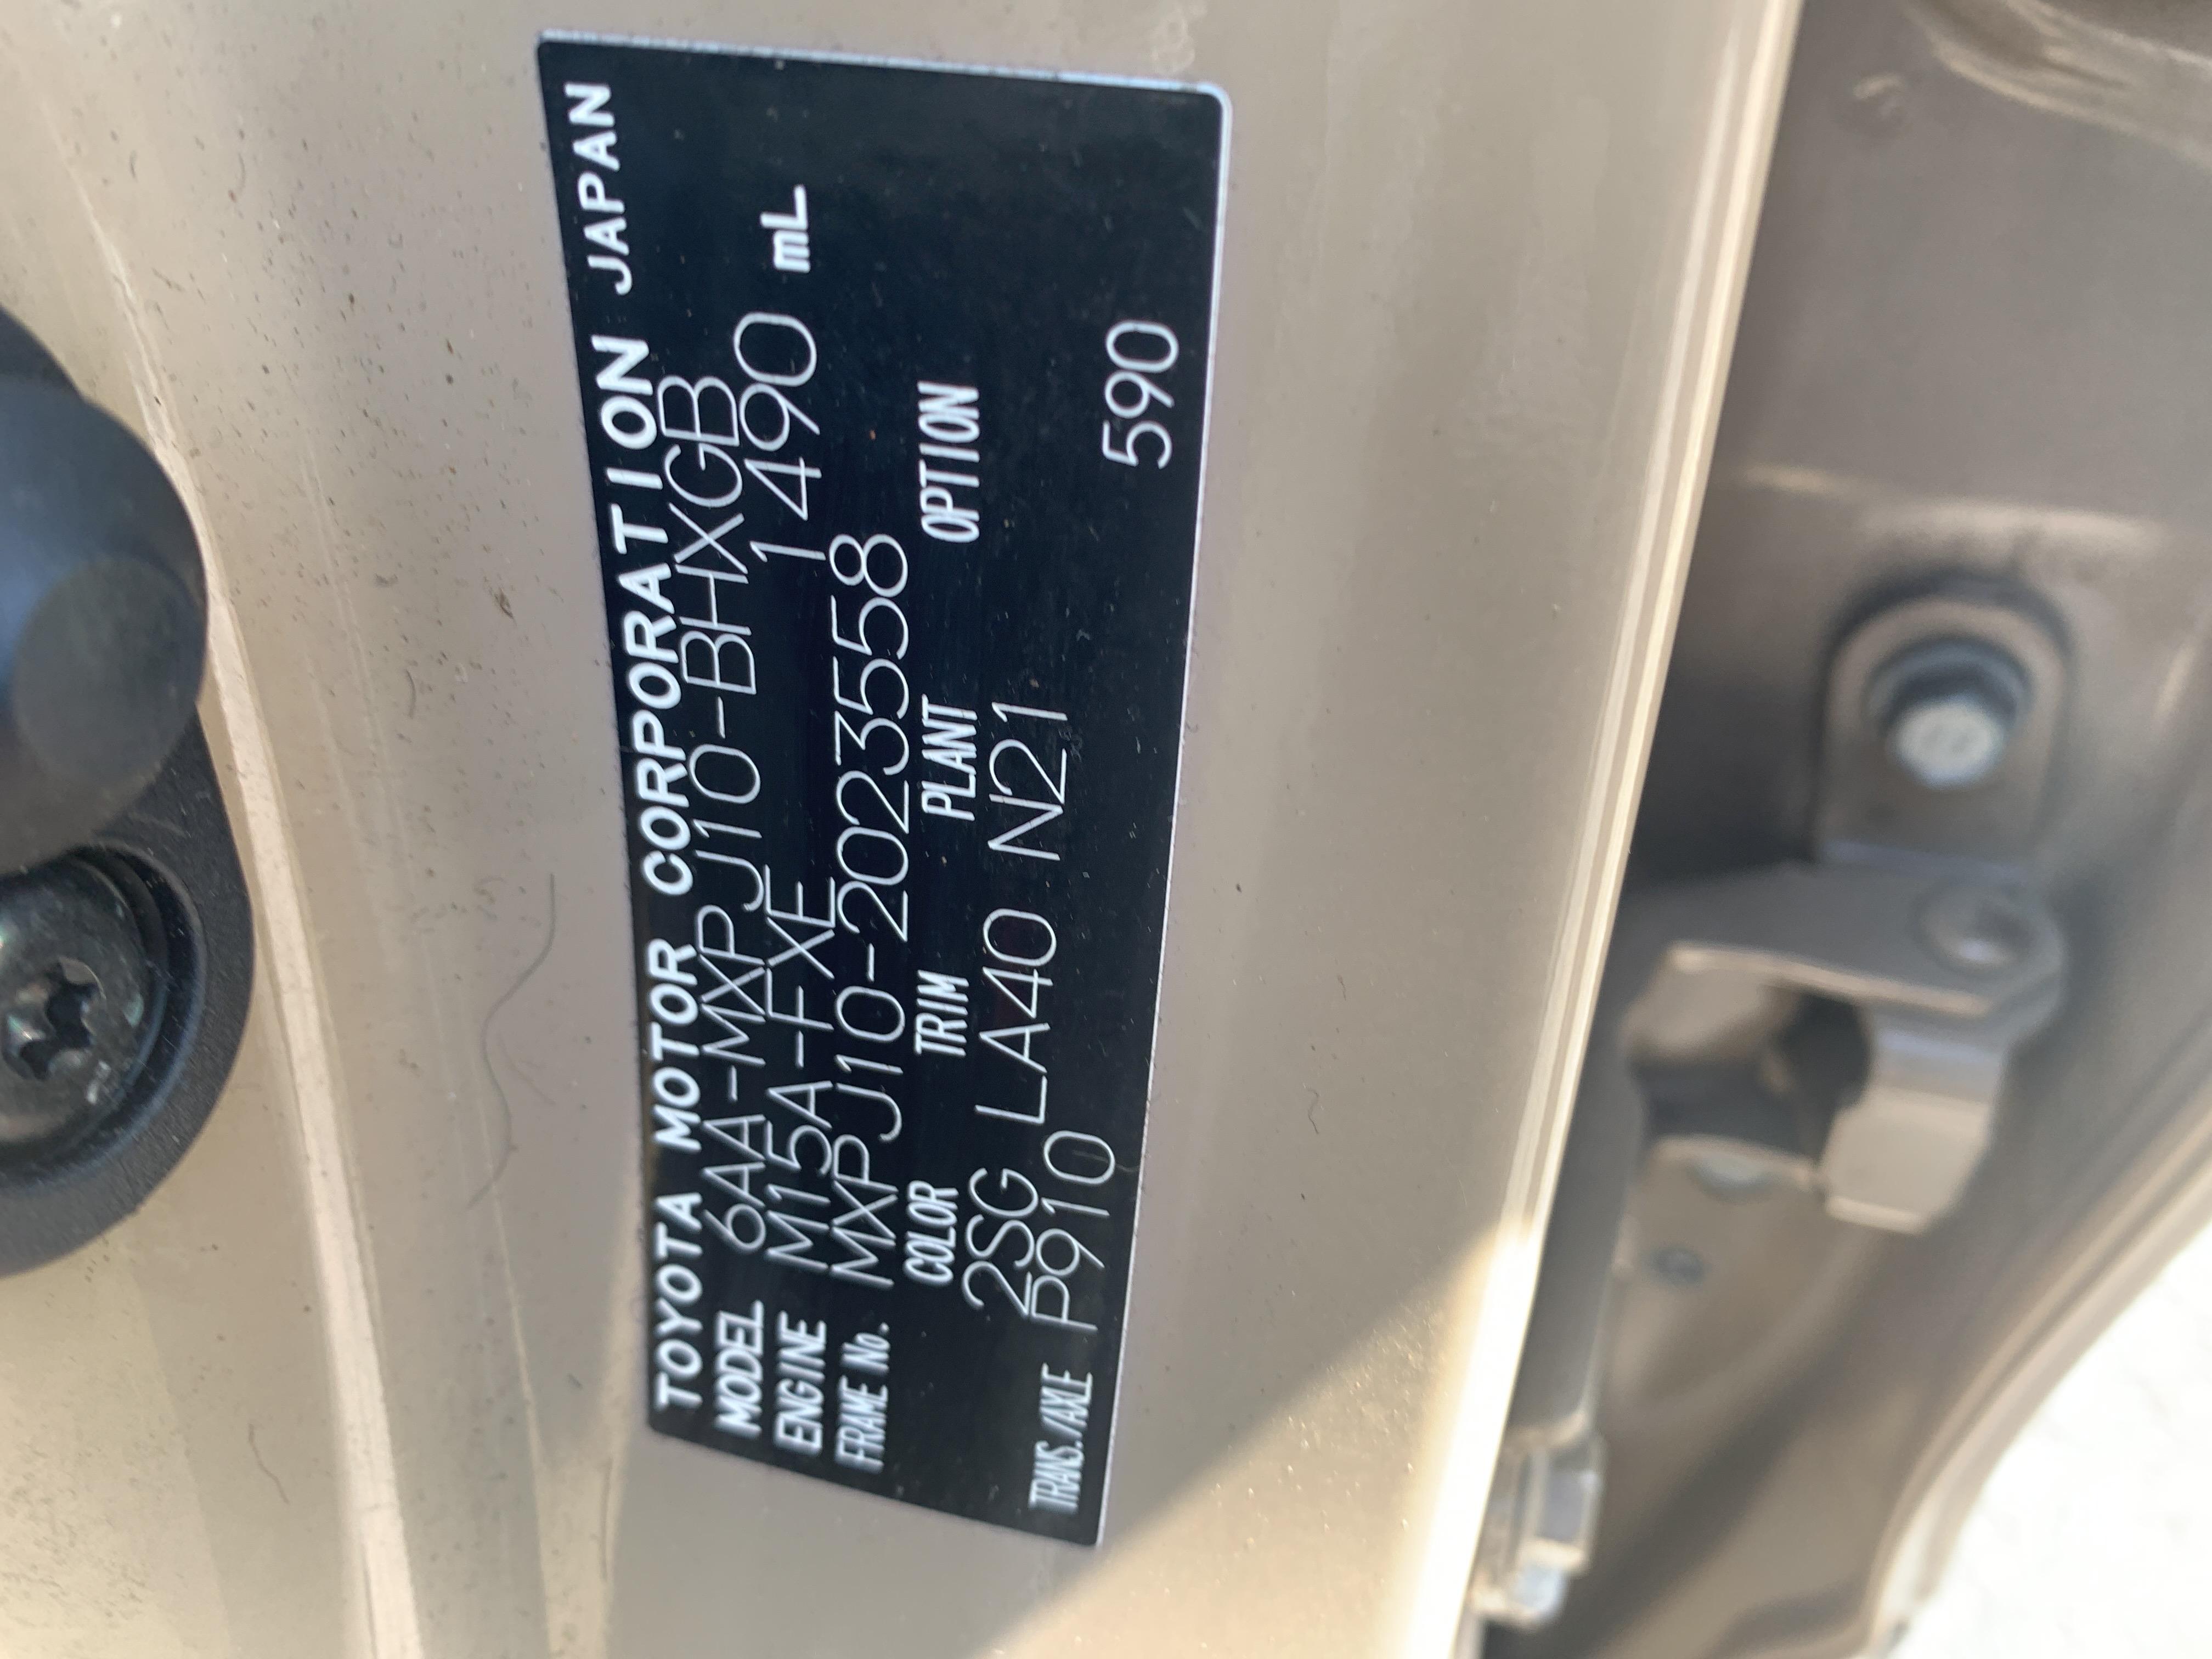 TOYOTA MOTOR CORPORATION JAPAN
MODEL 6AA-MXPJ10-BHXGB
ENGINE M15A-FXE 1490 mL
FRAME No. MXPJ10-2023558
COLOR TRIM PLANT OPTION
2SG LA40 N21
TRANS./AXLE P910 590